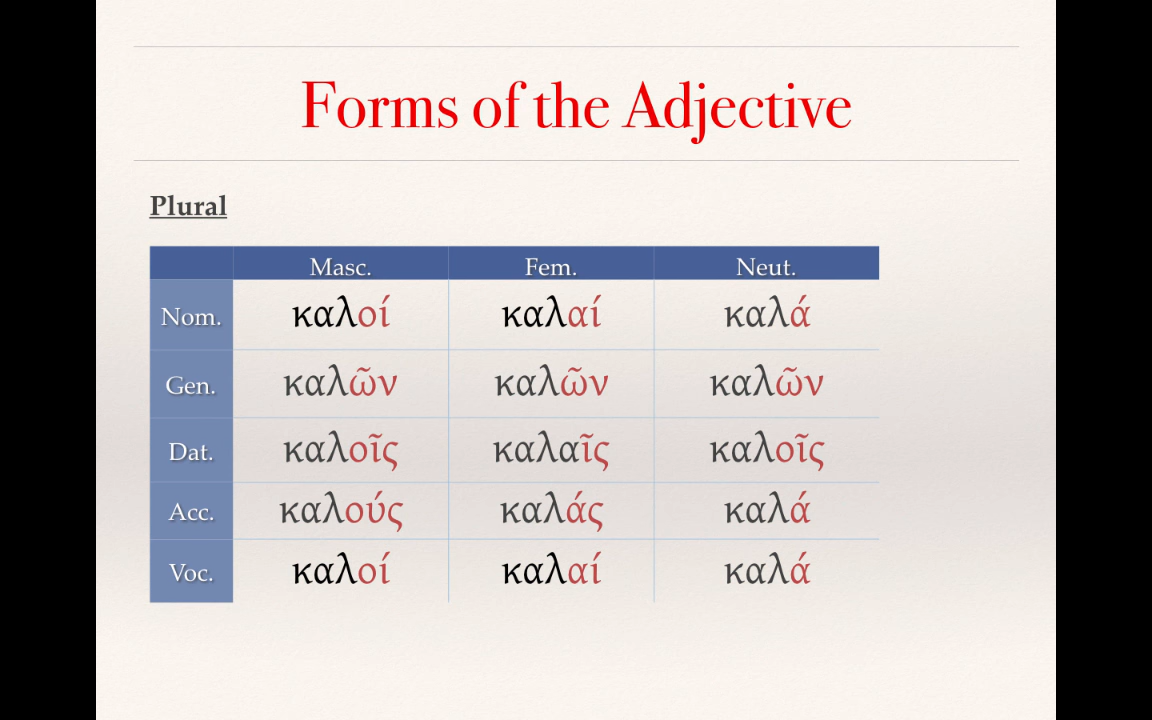 Forms of the Adjective
Plural
Masc. Fem. Neut.
Nom. καλοί καλαί καλά
Gen. καλῶν καλῶν καλῶν
Dat. καλοῖς καλαῖς καλοῖς
Acc. καλούς καλάς καλά
Voc. καλοί καλαί καλά